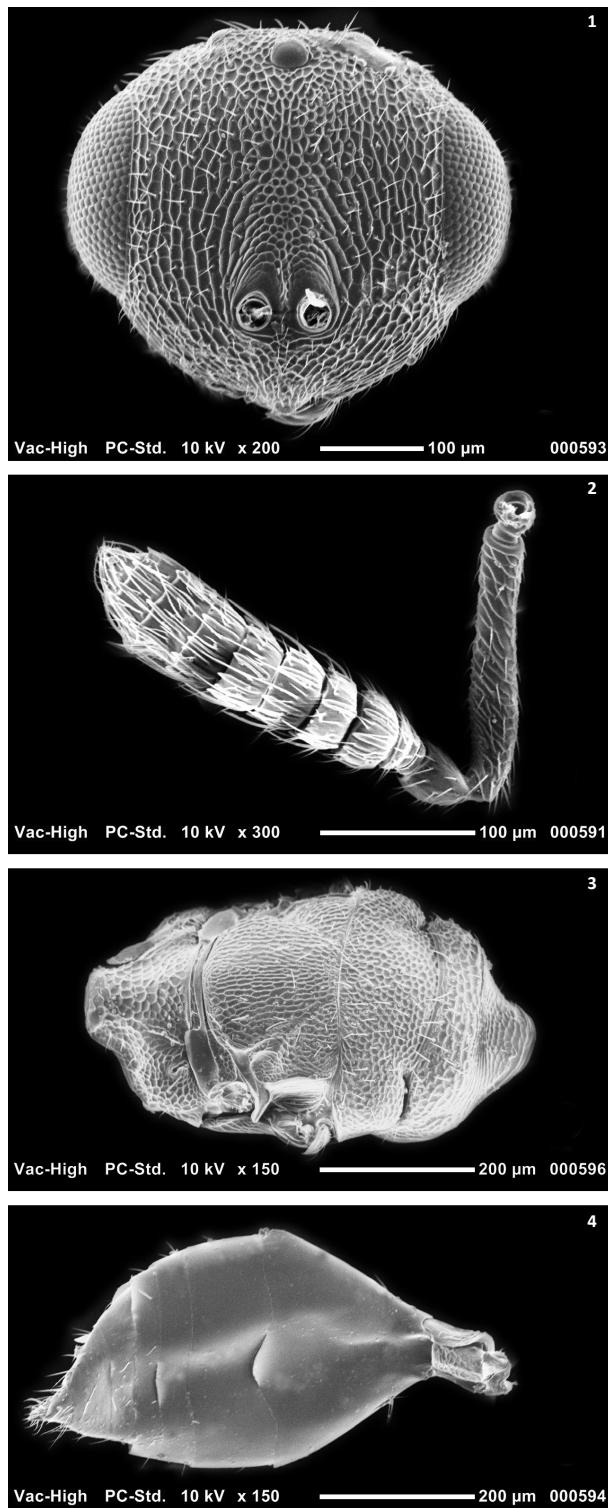 1
Vac-High PC-Std. 10 kV x 200 100 µm 000593
2
Vac-High PC-Std. 10 kV x 300 100 µm 000591
3
Vac-High PC-Std. 10 kV x 150 200 µm 000596
4
Vac-High PC-Std. 10 kV x 150 200 µm 000594